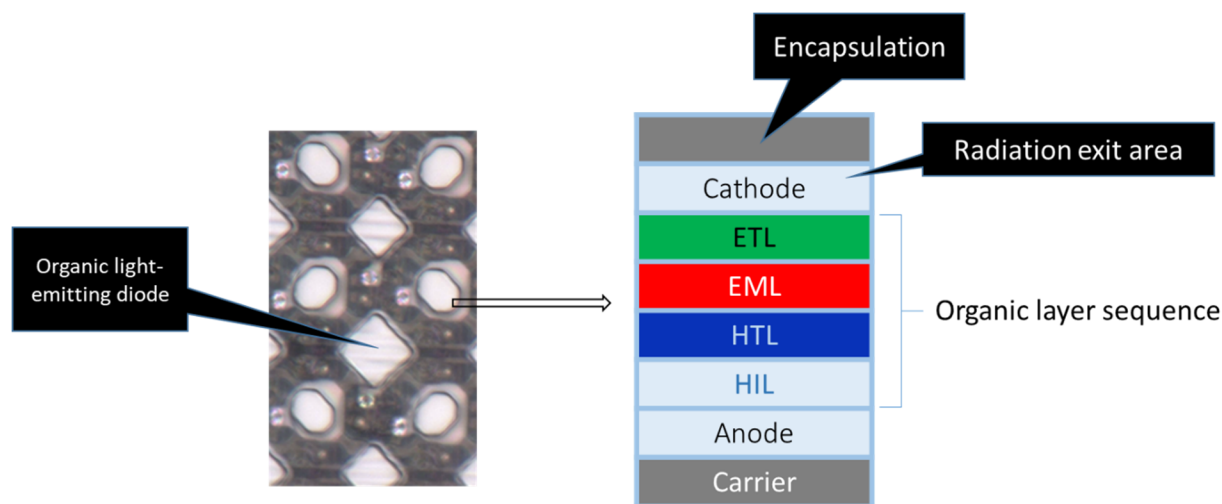 Encapsulation
Radiation exit area
Cathode
ETL
Organic light-
emitting diode
EML
Organic layer sequence
HTL
HIL
Anode
Carrier